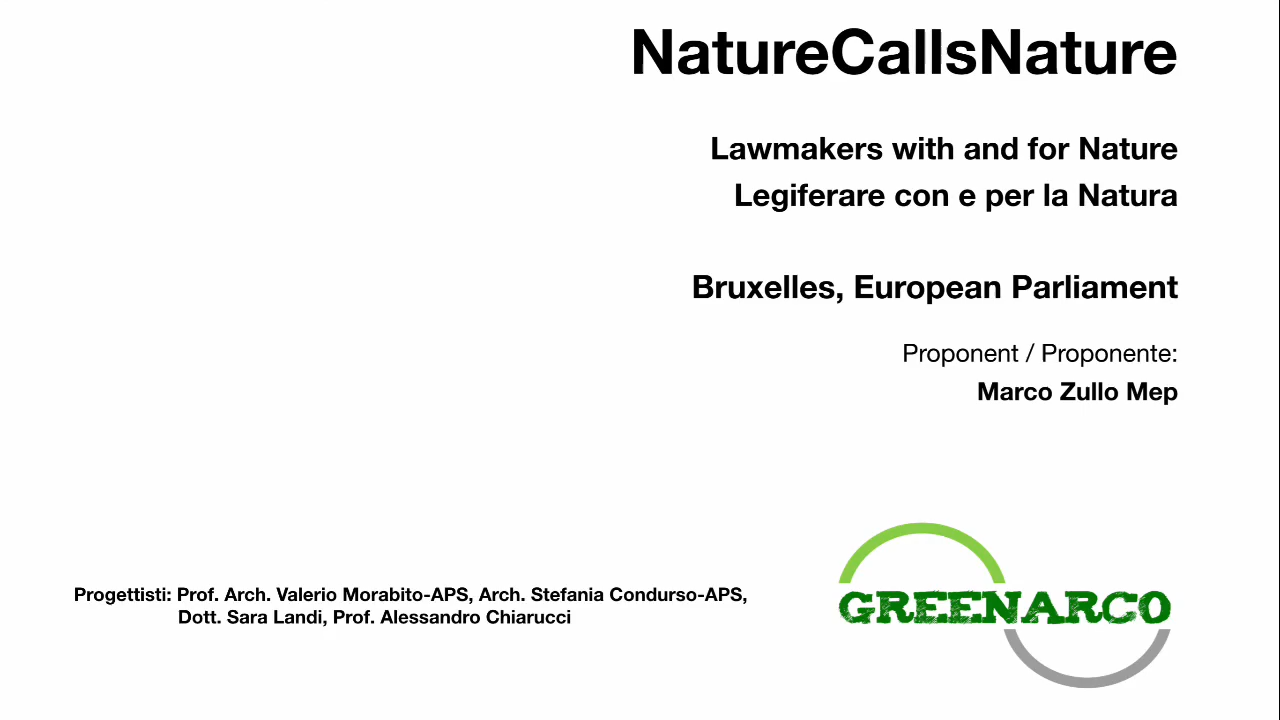 NatureCallsNature
Lawmakers with and for Nature
Legiferare con e per la Natura
Bruxelles, European Parliament
Proponent / Proponente:
Marco Zullo Mep
Progettisti: Prof. Arch. Valerio Morabito-APS, Arch. Stefania Condurso-APS,
Dott. Sara Landi, Prof. Alessandro Chiarucci
GREENARCO